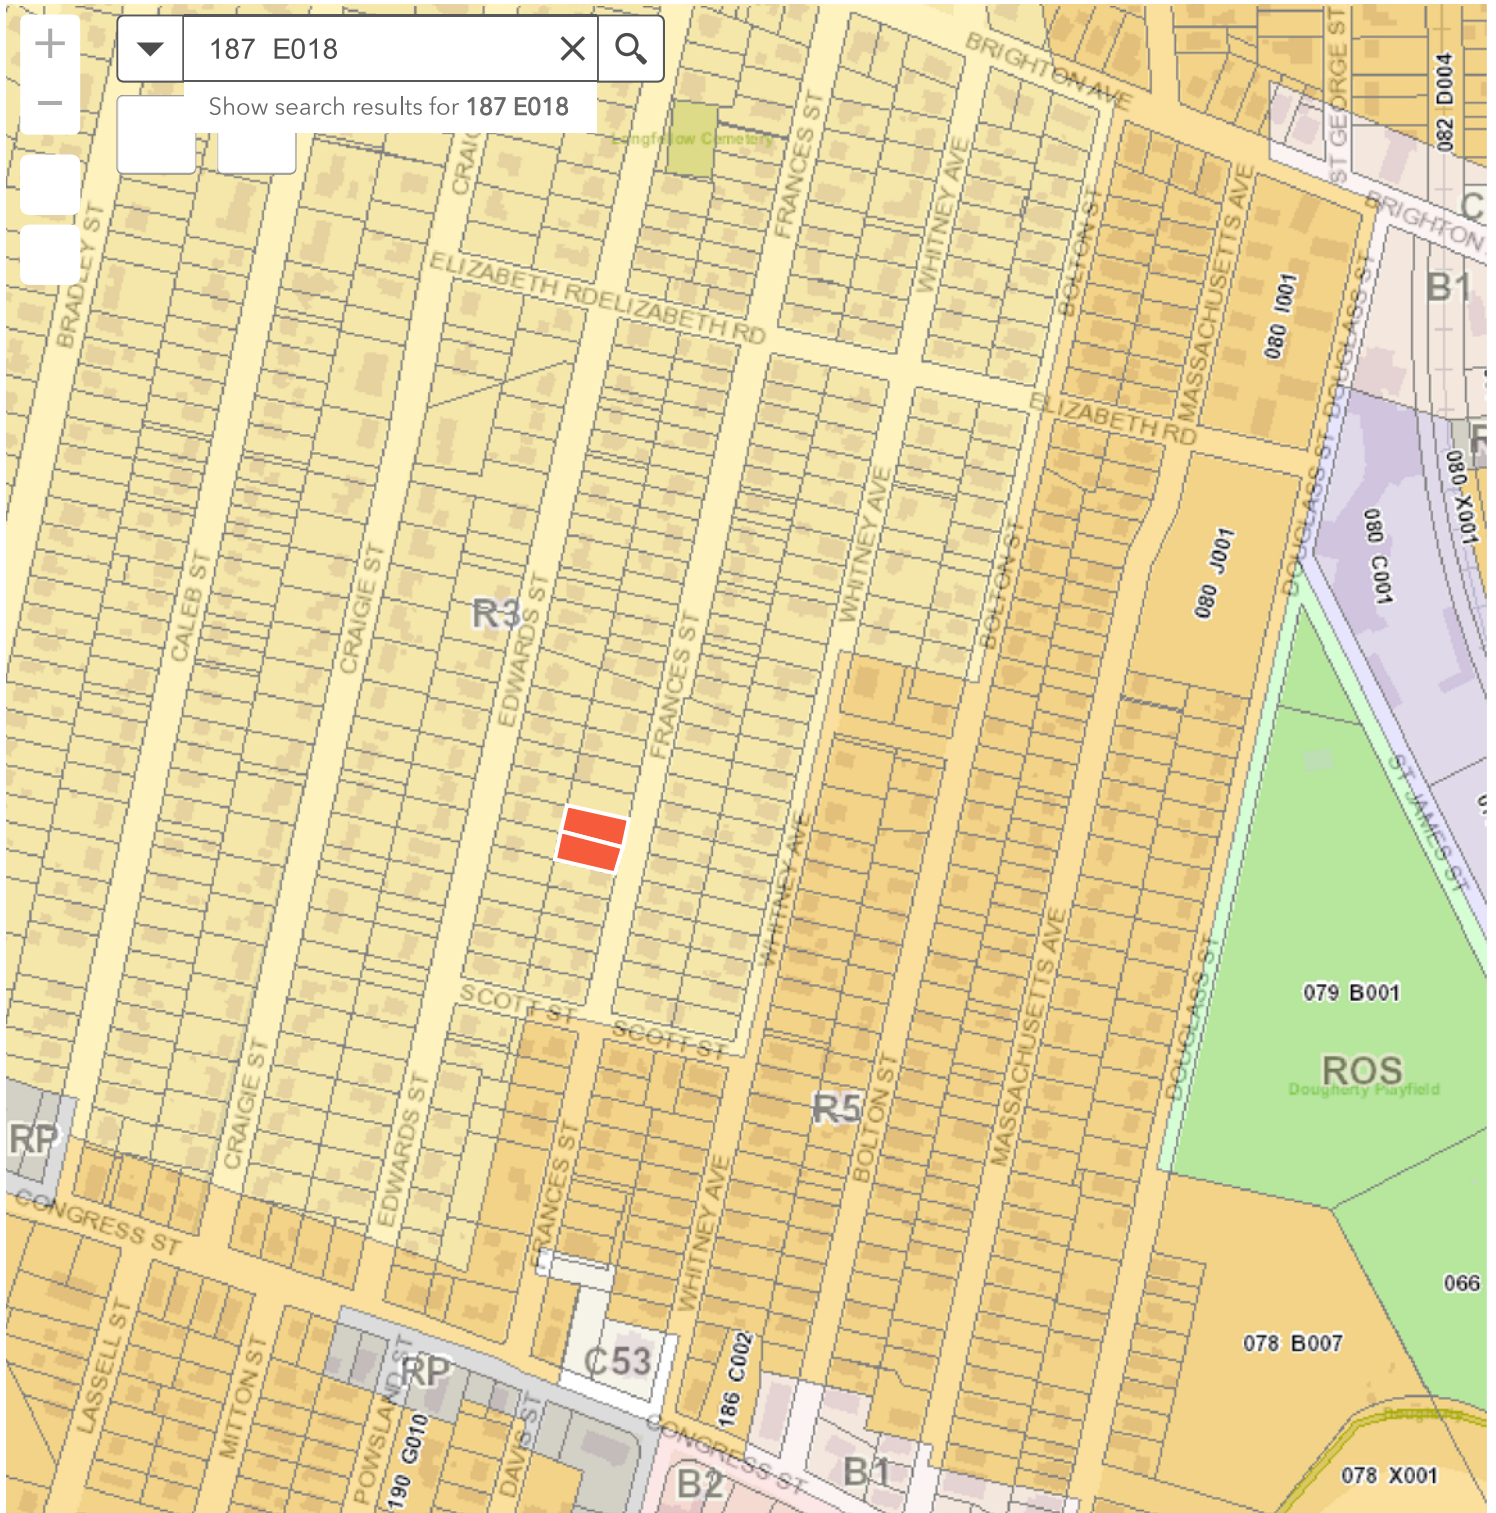 187 E018
Show search results for 187 E018
BRIGHTON AVE
ST GEORGE ST
082 D004
Longfellow Cemetery
FRANCES ST
WHITNEY AVE
CRAIG
BOLTON ST
MASSACHUSETTS AVE
BRIGHTON
C
BRADLEY ST
ELIZABETH RD
ELIZABETH RD
080 I001
DOUGLASS ST
B1
ELIZABETH RD
R
080 X001
WHITNEY AVE
DOUGLASS ST
080 C001
080 J001
CALEB ST
CRAIGIE ST
R3
EDWARDS ST
FRANCES ST
BOLTON ST
ST JAMES ST
WHITNEY AVE
MASSACHUSETTS AVE
DOUGLASS ST
079 B001
SCOTT ST
SCOTT ST
ROS
Dougherty Playfield
CRAIGIE ST
EDWARDS ST
R5
BOLTON ST
RP
FRANCES ST
WHITNEY AVE
CONGRESS ST
066
078 B007
LASSELL ST
MITTON ST
POWSLAND ST
RP
C53
186 C002
190 G010
DAVIS ST
CONGRESS ST
Dougherty
B2
B1
078 X001